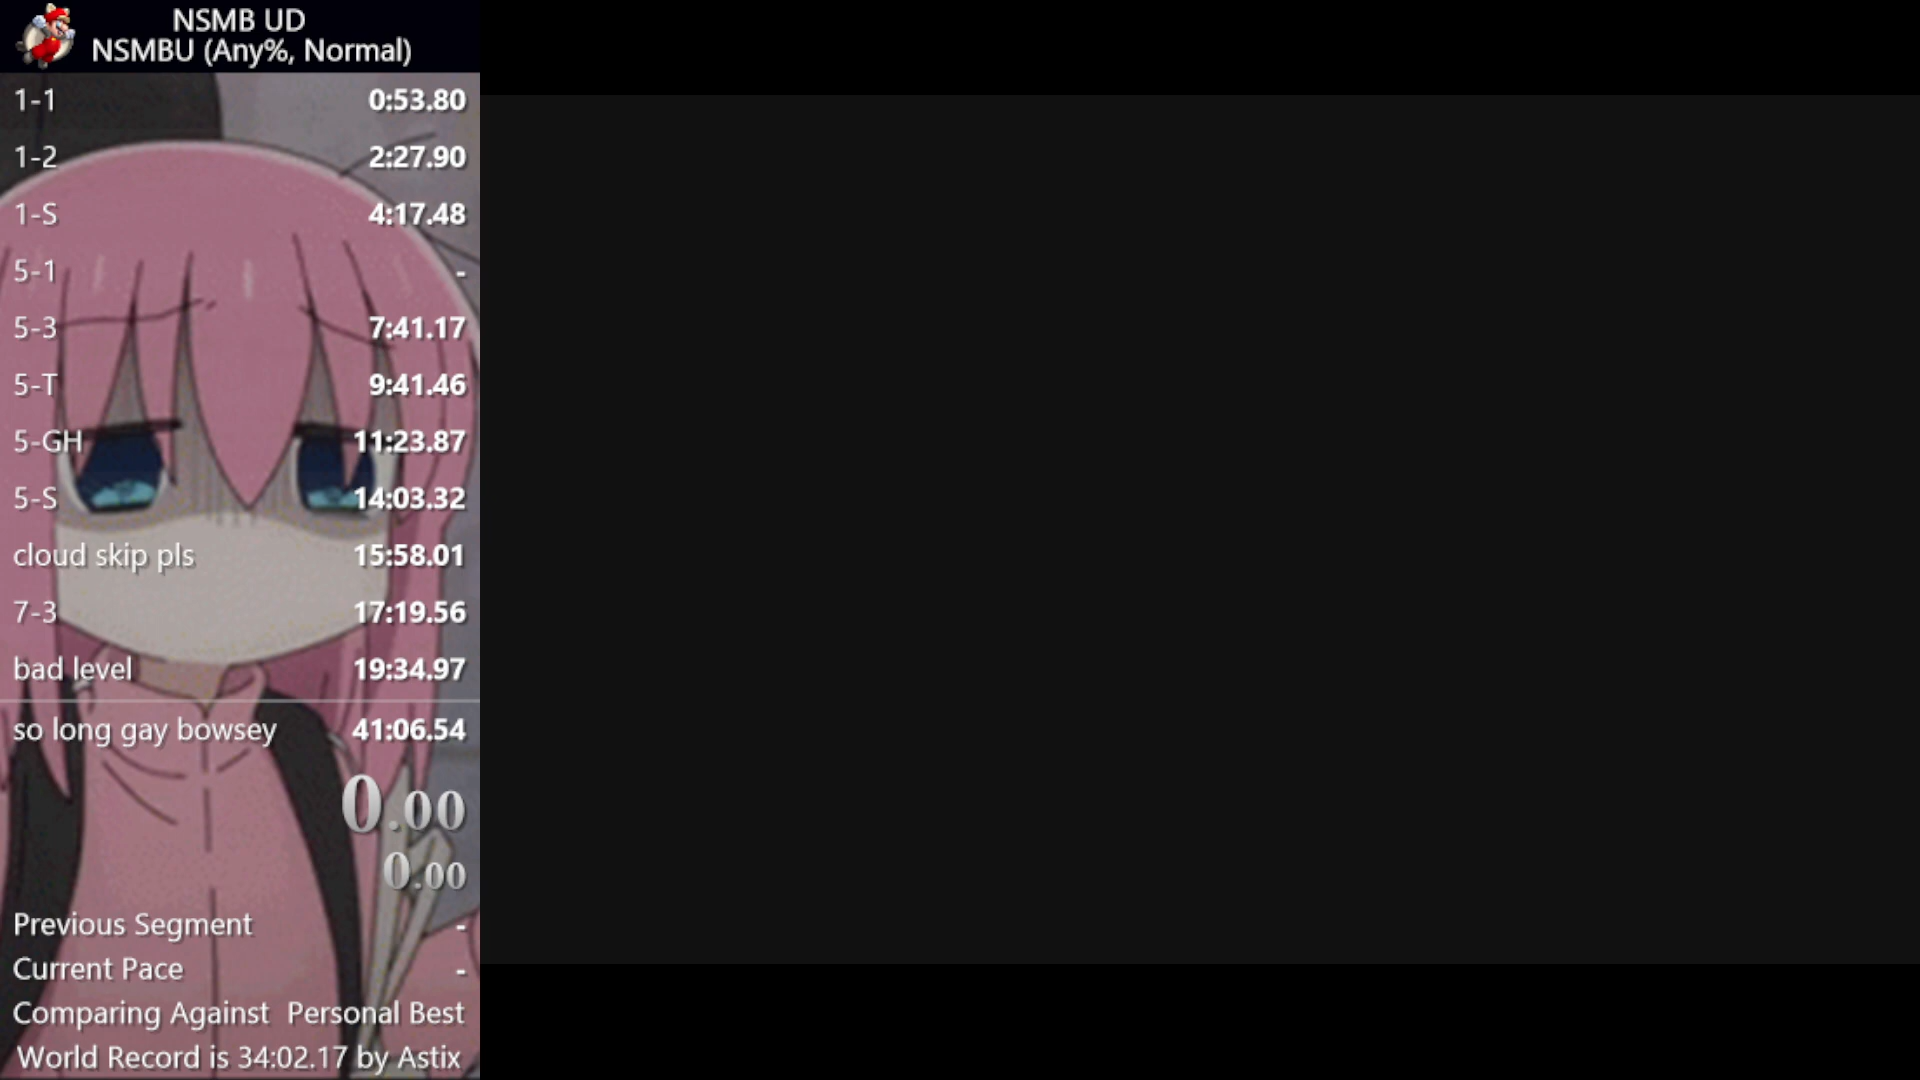 NSMB UD
NSMBU (Any%, Normal)
1-1 0:53.80
1-2 2:27.90
1-S 4:17.48
5-1 -
5-3 7:41.17
5-T 9:41.46
5-GH 11:23.87
5-S 14:03.32
cloud skip pls 15:58.01
7-3 17:19.56
bad level 19:34.97
so long gay bowsey 41:06.54
0.00
0.00
Previous Segment -
Current Pace -
Comparing Against Personal Best
World Record is 34:02.17 by Astix